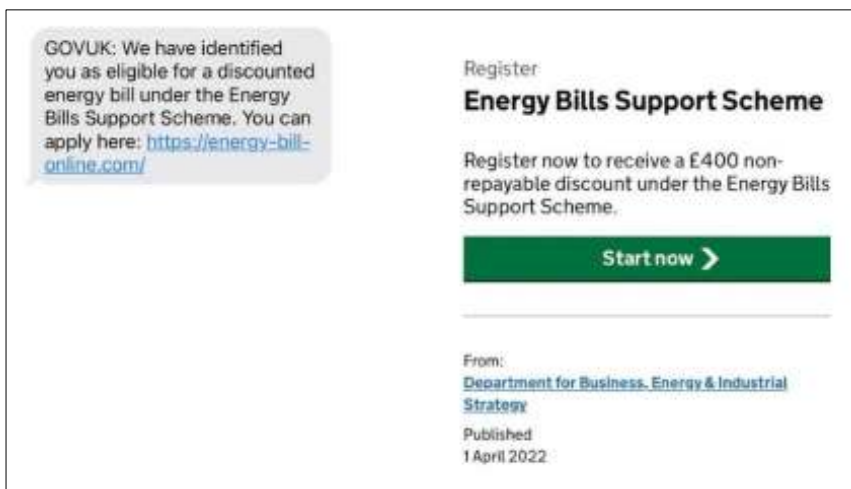 GOVUK: We have identified
you as eligible for a discounted
energy bill under the Energy
Bills Support Scheme. You can
apply here: https://energy-bill-
online.com/
Register
Energy Bills Support Scheme
Register now to receive a £400 non-
repayable discount under the Energy Bills
Support Scheme.
Start now
From:
Department for Business, Energy & Industrial
Strategy
Published
1 April 2022